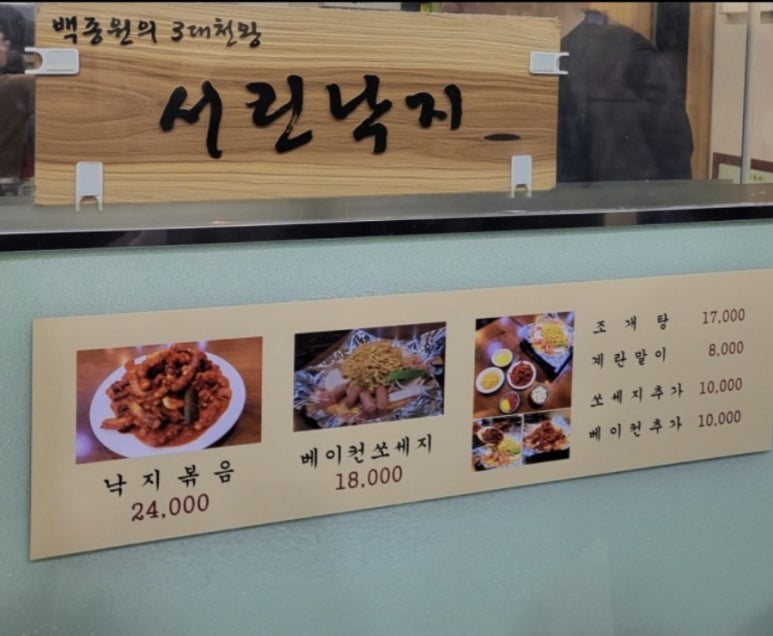 백종원의 3대천왕
서린낙지
낙지볶음
24,000
베이컨쏘세지
18,000
조개탕 17,000
계란말이 8,000
쏘세지추가 10,000
베이컨추가 10,000